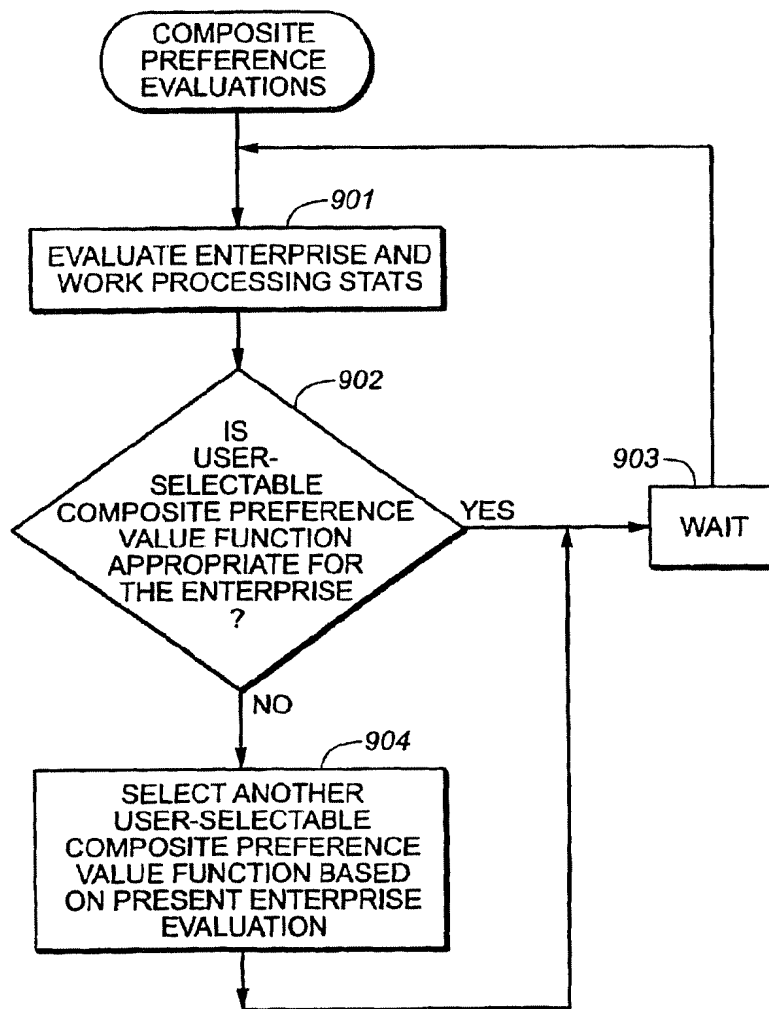 COMPOSITE
PREFERENCE
EVALUATIONS
901
EVALUATE ENTERPRISE AND
WORK PROCESSING STATS
902
IS
USER-
SELECTABLE
COMPOSITE PREFERENCE
VALUE FUNCTION
APPROPRIATE FOR
THE ENTERPRISE
?
YES
903
WAIT
NO
904
SELECT ANOTHER
USER-SELECTABLE
COMPOSITE PREFERENCE
VALUE FUNCTION BASED
ON PRESENT ENTERPRISE
EVALUATION